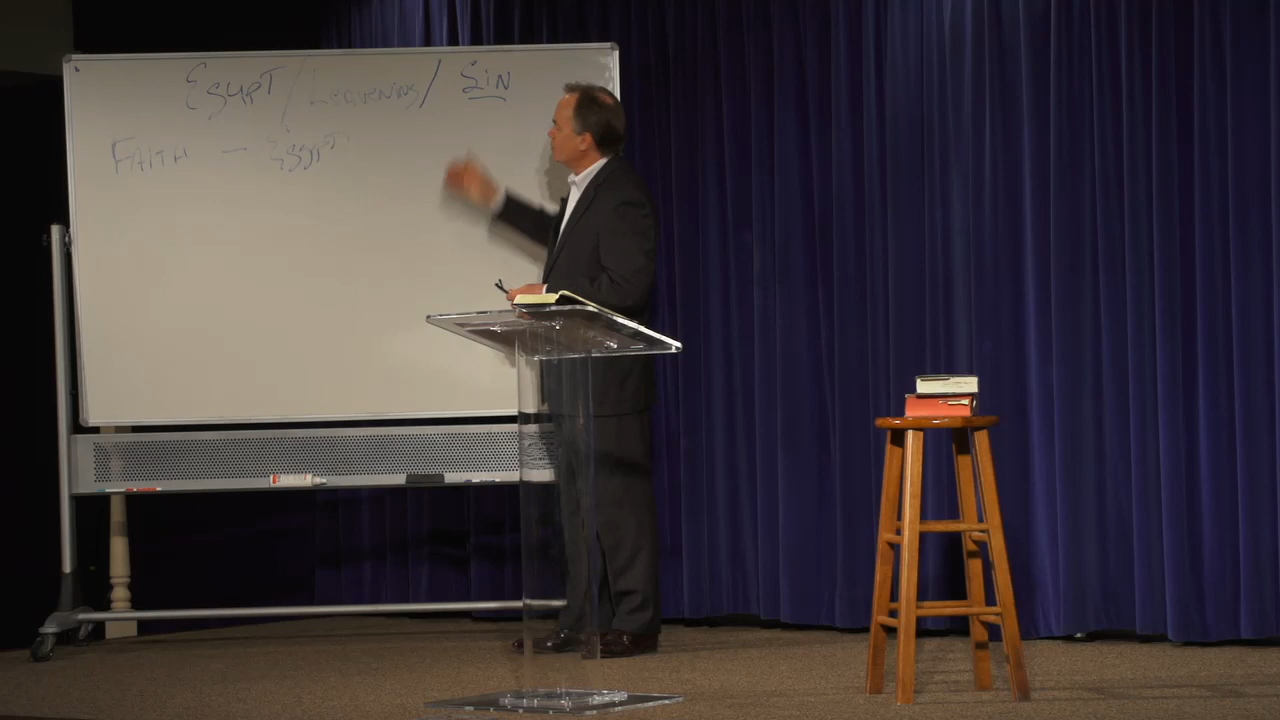 EGYPT / LEAVENING / SIN
FAITH — EGYPT